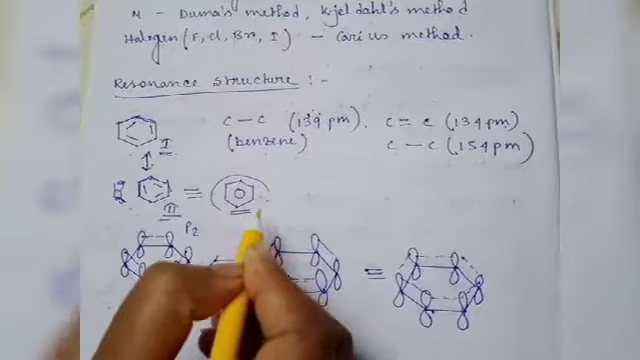 N - Duma's method, Kjeldahl's method
Halogen (F, Cl, Br, I) - Carius method.
Resonance structure :-
I
C - C (139 pm). C = C (134 pm)
(benzene) C - C (154 pm)
II
≡
P₂
≡